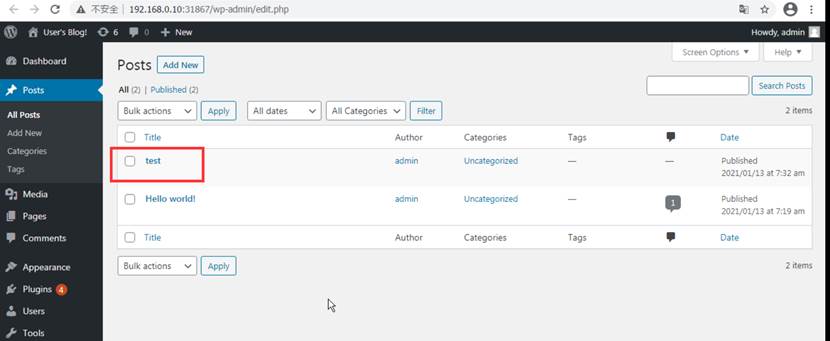 不安全 | 192.168.0.10:31867/wp-admin/edit.php
User's Blog! 6 0 + New Howdy, admin
Screen Options ▼ Help ▼
Dashboard
Posts
All Posts
Add New
Categories
Tags
Media
Pages
Comments
Appearance
Plugins 4
Users
Tools
Posts Add New
All (2) | Published (2)
Search Posts
Bulk actions Apply All dates All Categories Filter 2 items
Title Author Categories Tags Date
test admin Uncategorized — — Published
2021/01/13 at 7:32 am
Hello world! admin Uncategorized — 1 Published
2021/01/13 at 7:19 am
Title Author Categories Tags Date
Bulk actions Apply 2 items